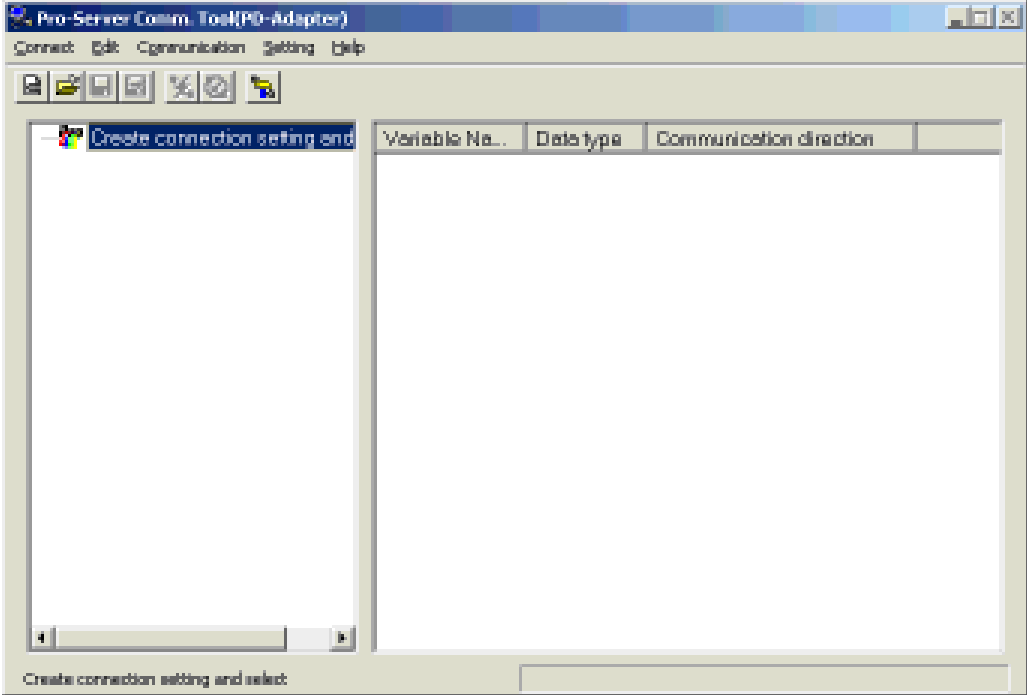 Pro-Server Comm. Tool(PD-Adapter)
Connect Edit Communication Setting Help
Create connection setting and
Variable Na... Data type Communication direction
Create connection setting and select